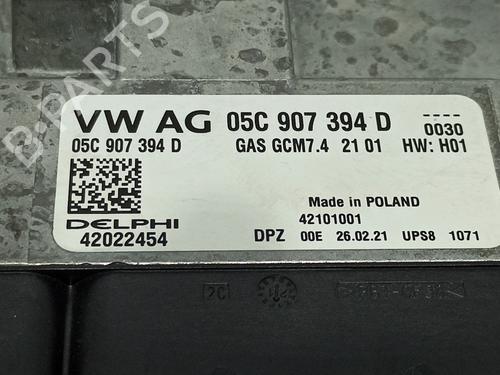 VW AG 05C 907 394 D ---- 0030
05C 907 394 D GAS GCM7.4 21 01 HW: H01
Made in POLAND
DELPHI 42101001
42022454 DPZ 00E 26.02.21 UPS8 1071
B-PARTS